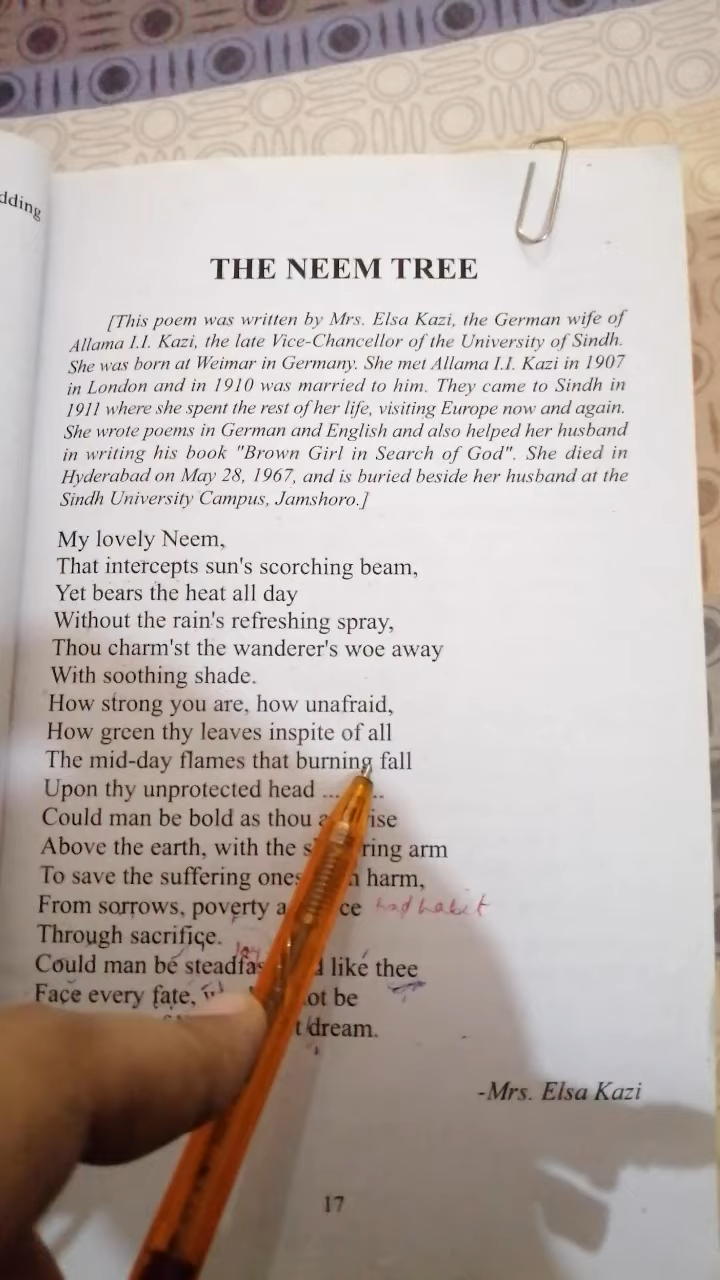 dding
THE NEEM TREE
[This poem was written by Mrs. Elsa Kazi, the German wife of
Allama I.I. Kazi, the late Vice-Chancellor of the University of Sindh.
She was born at Weimar in Germany. She met Allama I.I. Kazi in 1907
in London and in 1910 was married to him. They came to Sindh in
1911 where she spent the rest of her life, visiting Europe now and again.
She wrote poems in German and English and also helped her husband
in writing his book "Brown Girl in Search of God". She died in
Hyderabad on May 28, 1967, and is buried beside her husband at the
Sindh University Campus, Jamshoro.]
My lovely Neem,
That intercepts sun's scorching beam,
Yet bears the heat all day
Without the rain's refreshing spray,
Thou charm'st the wanderer's woe away
With soothing shade.
How strong you are, how unafraid,
How green thy leaves inspite of all
The mid-day flames that burning fall
Upon thy unprotected head ...
Could man be bold as thou
Above the earth, with the arm
To save the suffering harm,
From sorrows, poverty bad habit
Through sacrifice.
Could man be like thee
Face every fate, be
dream.
-Mrs. Elsa Kazi
17